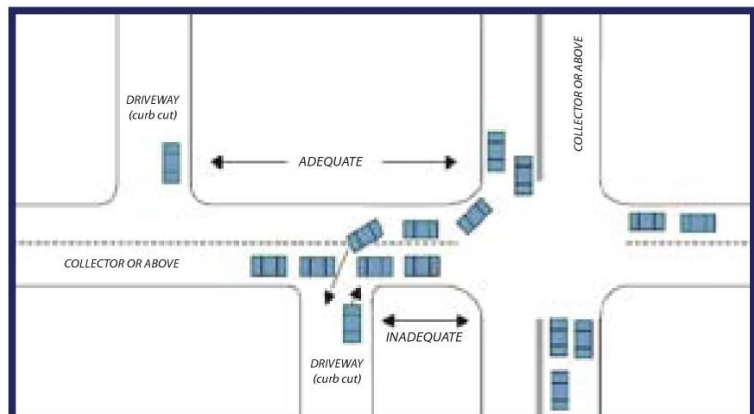 DRIVEWAY
(curb cut)
COLLECTOR OR ABOVE
ADEQUATE
COLLECTOR OR ABOVE
INADEQUATE
DRIVEWAY
(curb cut)